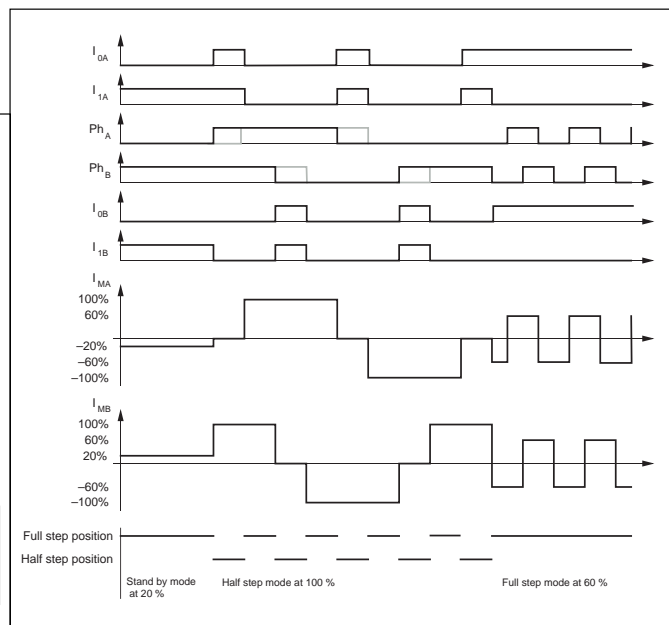 I0A
I1A
PhA
PhB
I0B
I1B
IMA
100%
60%
–20%
–60%
–100%
IMB
100%
60%
20%
–60%
–100%
Full step position
Half step position
Stand by mode
at 20 %
Half step mode at 100 %
Full step mode at 60 %